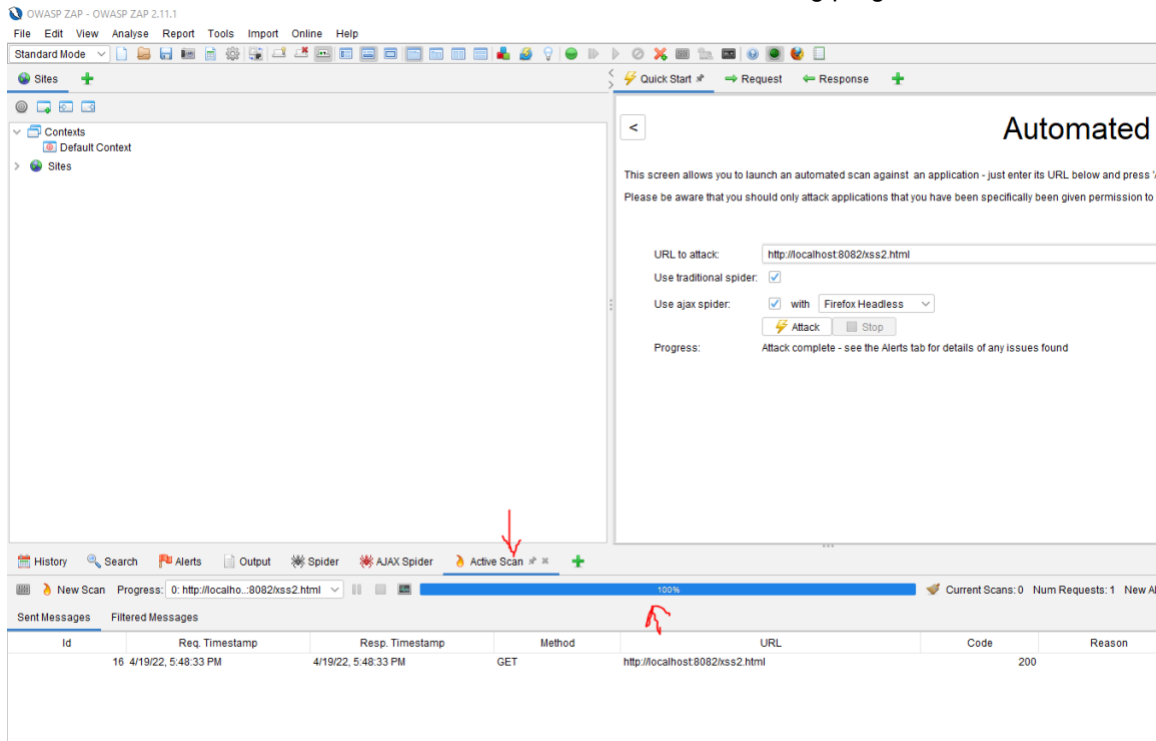 g prog
OWASP ZAP - OWASP ZAP 2.11.1
File Edit View Analyse Report Tools Import Online Help
Standard Mode
Sites
Quick Start Request Response
Contexts
Default Context
Sites
<
Automated
This screen allows you to launch an automated scan against an application - just enter its URL below and press '
Please be aware that you should only attack applications that you have been specifically been given permission to
URL to attack: http://localhost:8082/xss2.html
Use traditional spider:
Use ajax spider: with Firefox Headless
Attack Stop
Progress: Attack complete - see the Alerts tab for details of any issues found
History Search Alerts Output Spider AJAX Spider Active Scan
New Scan Progress: 0: http://localho..:8082/xss2.html 100% Current Scans: 0 Num Requests: 1 New Al
Sent Messages Filtered Messages
Id Req. Timestamp Resp. Timestamp Method URL Code Reason
16 4/19/22, 5:48:33 PM 4/19/22, 5:48:33 PM GET http://localhost:8082/xss2.html 200